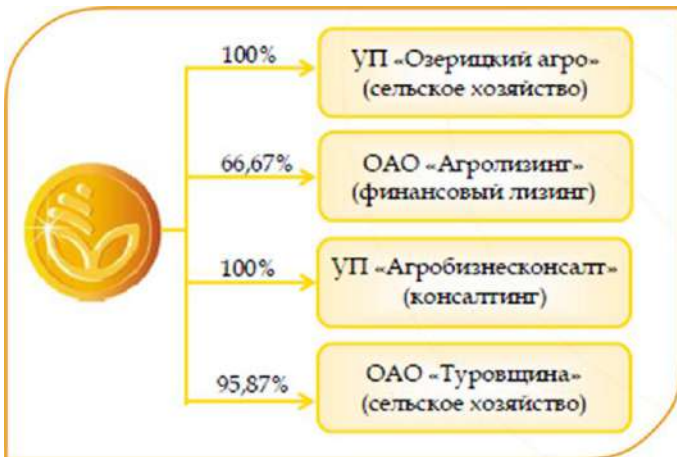 100%
УП «Озерицкий агро»
(сельское хозяйство)
66,67%
ОАО «Агролизинг»
(финансовый лизинг)
100%
УП «Агробизнесконсалт»
(консалтинг)
95,87%
ОАО «Туровщина»
(сельское хозяйство)